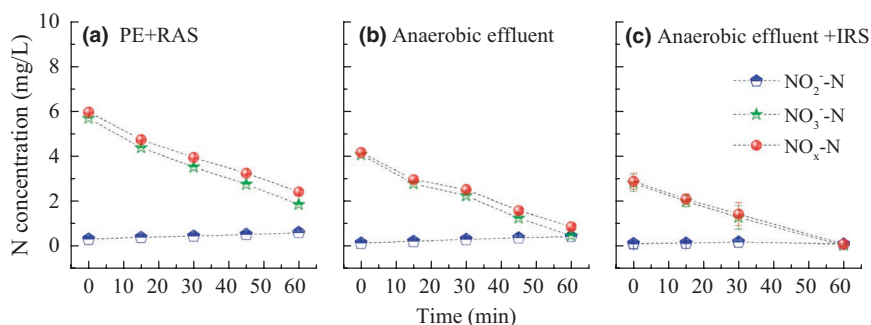 N concentration (mg/L)
10
8
6
4
2
0
(a) PE+RAS
(b) Anaerobic effluent
(c) Anaerobic effluent +IRS
NO₂⁻-N
NO₃⁻-N
NOₓ-N
0 10 20 30 40 50 60
0 10 20 30 40 50 60
0 10 20 30 40 50 60
Time (min)